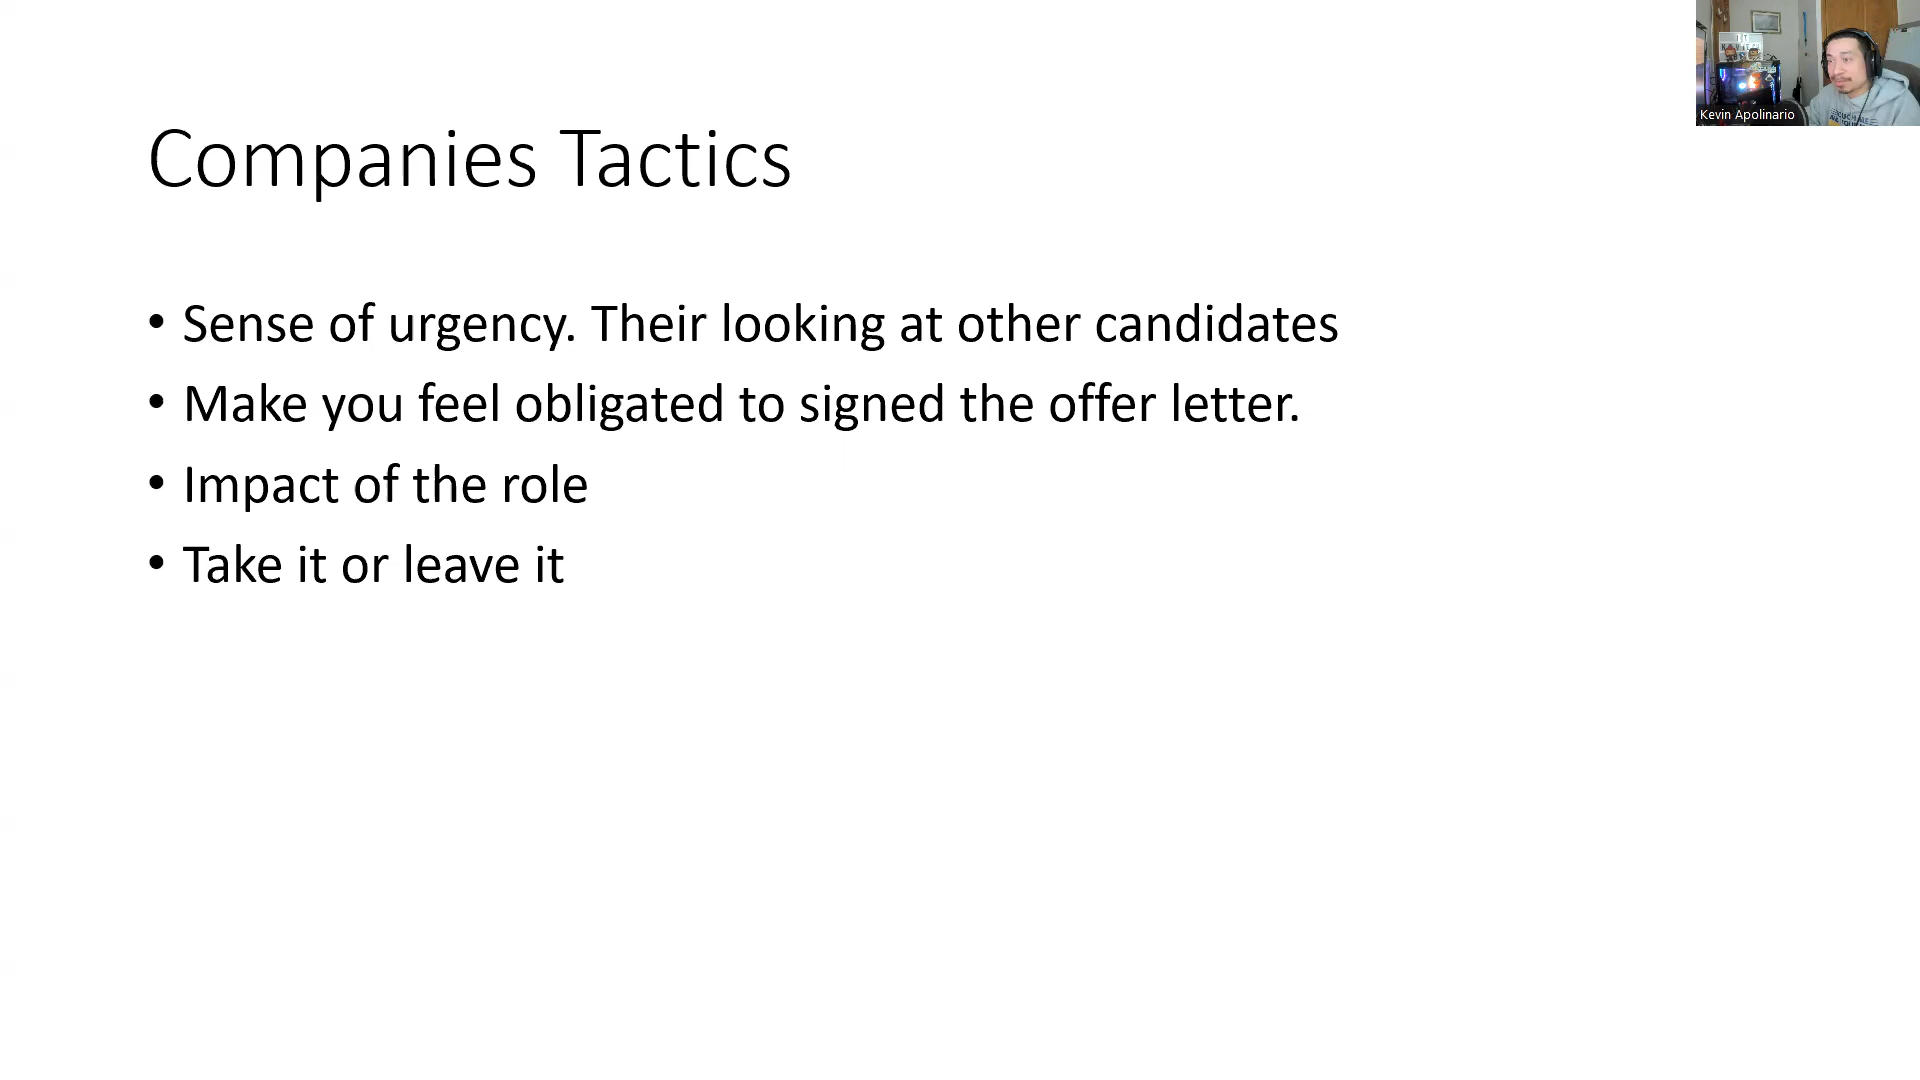 Companies Tactics
• Sense of urgency. Their looking at other candidates
• Make you feel obligated to signed the offer letter.
• Impact of the role
• Take it or leave it
Kevin Apolinario